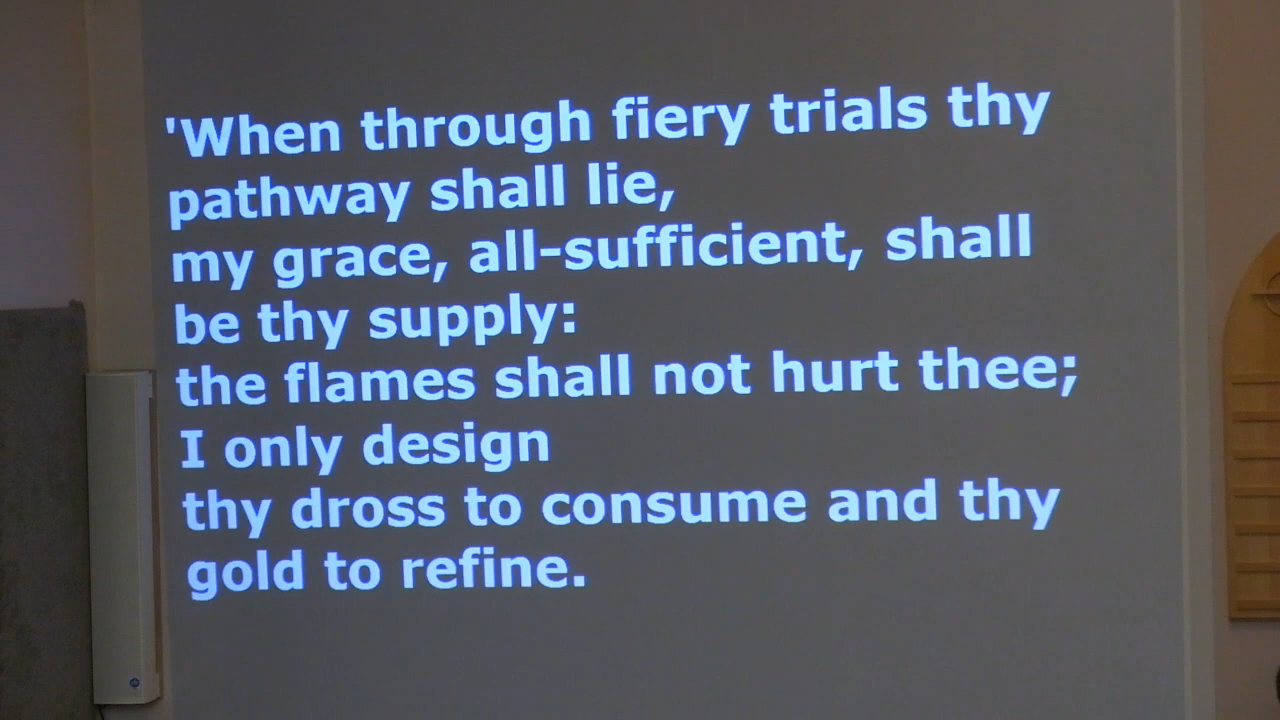 'When through fiery trials thy
pathway shall lie,
my grace, all-sufficient, shall
be thy supply:
the flames shall not hurt thee;
I only design
thy dross to consume and thy
gold to refine.